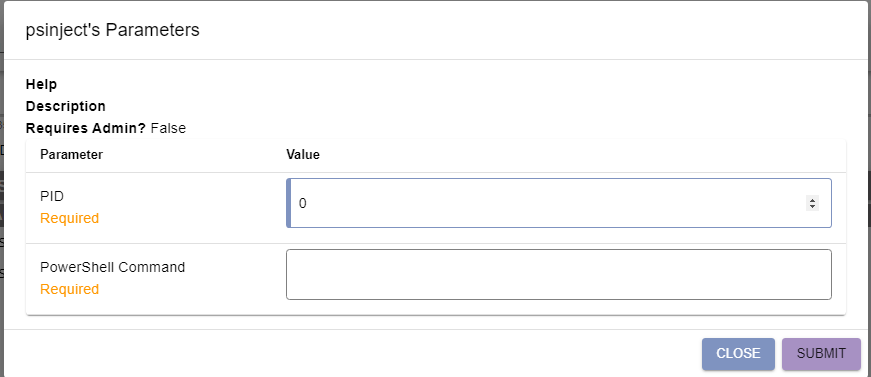 psinject's Parameters
Help
Description
Requires Admin? False
Parameter Value
PID
Required
0
PowerShell Command
Required
CLOSE SUBMIT